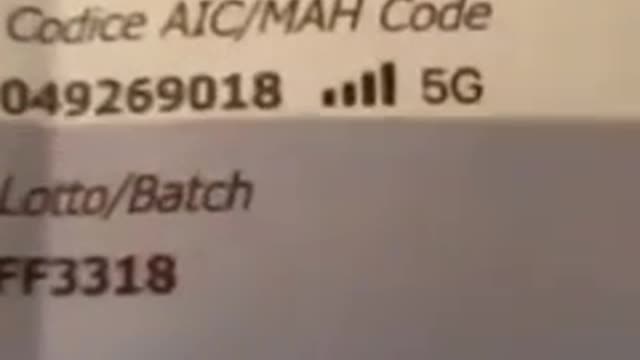 Codice AIC/MAH Code
049269018 5G
Lotto/Batch
FF3318